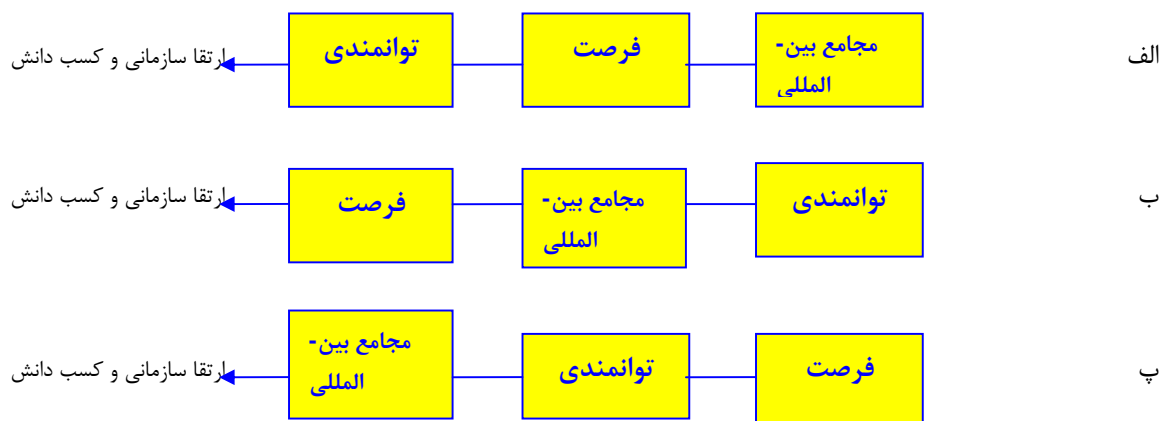 الف
مجامع بین-
المللی
فرصت
توانمندی
ارتقا سازمانی و کسب دانش
ب
توانمندی
مجامع بین-
المللی
فرصت
ارتقا سازمانی و کسب دانش
پ
فرصت
توانمندی
مجامع بین-
المللی
ارتقا سازمانی و کسب دانش